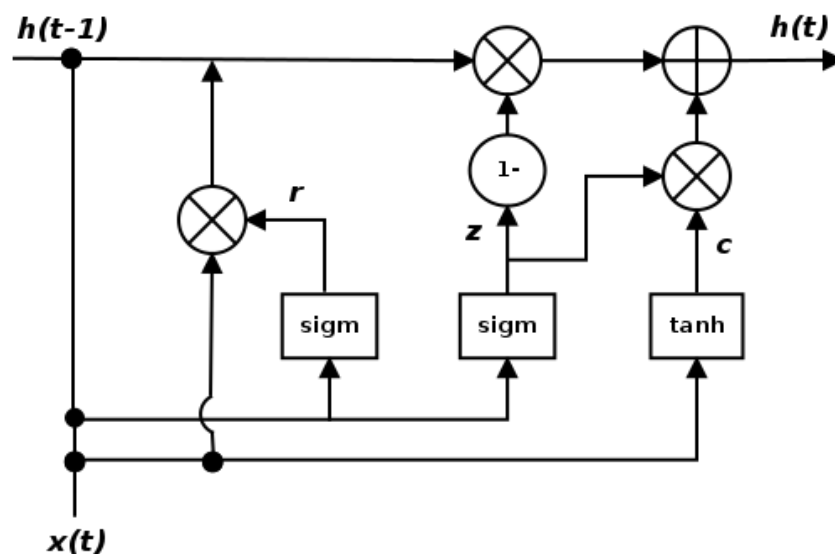 h(t-1)
h(t)
1-
r
z
c
sigm
sigm
tanh
x(t)